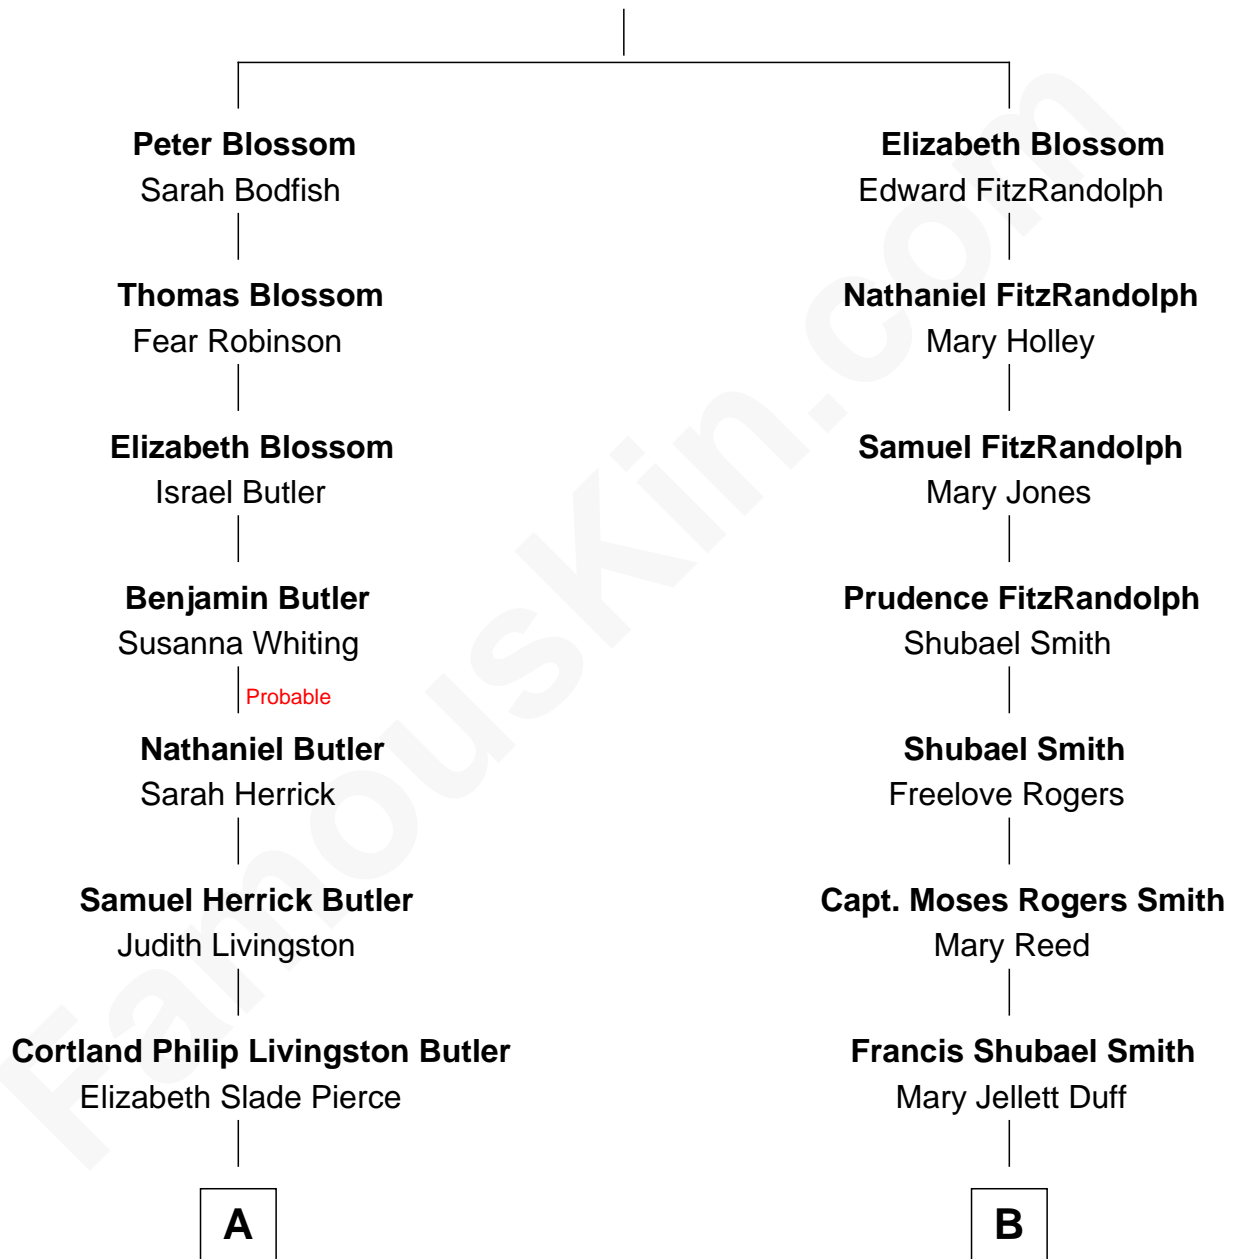 Peter Blossom
Sarah Bodfish
Elizabeth Blossom
Edward FitzRandolph
Thomas Blossom
Fear Robinson
Nathaniel FitzRandolph
Mary Holley
Elizabeth Blossom
Israel Butler
Samuel FitzRandolph
Mary Jones
Benjamin Butler
Susanna Whiting
Prudence FitzRandolph
Shubael Smith
Probable
Nathaniel Butler
Sarah Herrick
Shubael Smith
Freelove Rogers
Samuel Herrick Butler
Judith Livingston
Capt. Moses Rogers Smith
Mary Reed
Cortland Philip Livingston Butler
Elizabeth Slade Pierce
Francis Shubael Smith
Mary Jellett Duff
A
B
FamousKin.com